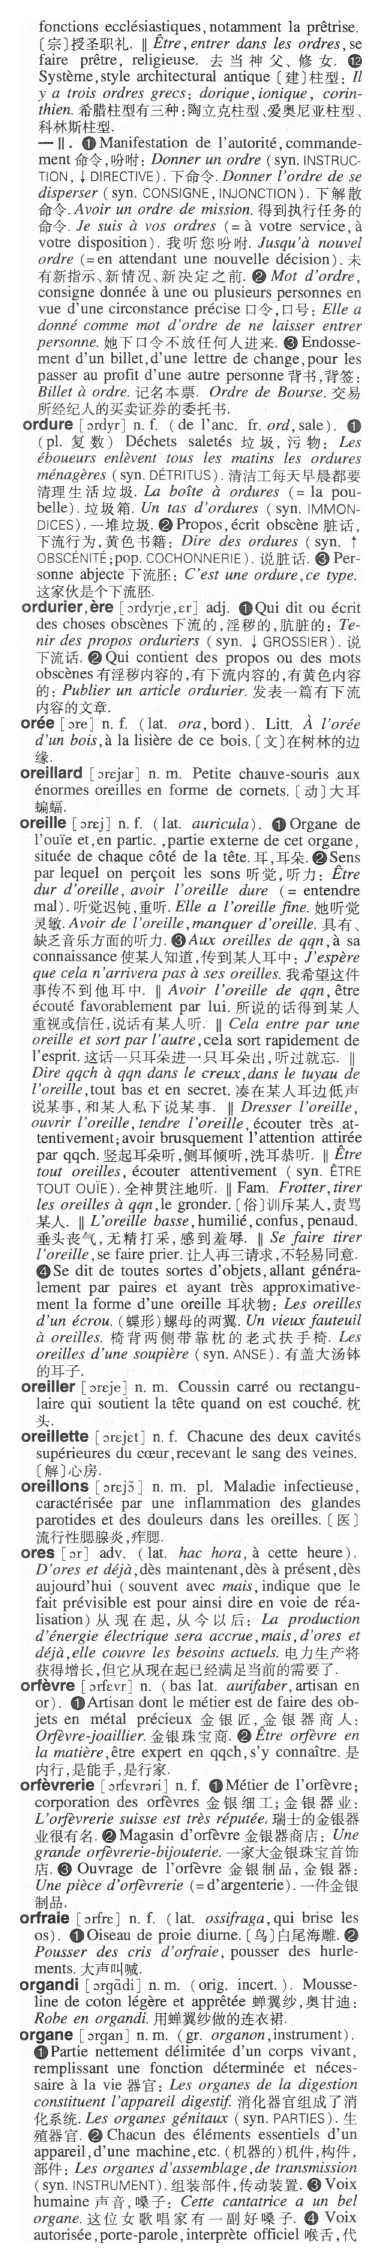 fonctions ecclésiastiques, notamment la prêtrise.
〔宗〕授圣职礼. ‖ Être, entrer dans les ordres, se
faire prêtre, religieuse. 去当神父、修女. ⓬
Système, style architectural antique〔建〕柱型: Il
y a trois ordres grecs: dorique, ionique, corin-
thien. 希腊柱型有三种:陶立克柱型、爱奥尼亚柱型、
科林斯柱型.
— Ⅱ. ❶ Manifestation de l'autorité, commande-
ment 命令,吩咐: Donner un ordre (syn. INSTRUC-
TION, ↓ DIRECTIVE). 下命令. Donner l'ordre de se
disperser (syn. CONSIGNE, INJONCTION). 下解散
命令. Avoir un ordre de mission. 得到执行任务的
命令. Je suis à vos ordres (= à votre service, à
votre disposition). 我听您吩咐. Jusqu'à nouvel
ordre (= en attendant une nouvelle décision). 未
有新指示、新情况、新决定之前. ❷ Mot d'ordre,
consigne donnée à une ou plusieurs personnes en
vue d'une circonstance précise 口令,口号: Elle a
donné comme mot d'ordre de ne laisser entrer
personne. 她下口令不放任何人进来. ❸ Endosse-
ment d'un billet, d'une lettre de change, pour les
passer au profit d'une autre personne 背书,背签:
Billet à ordre. 记名本票. Ordre de Bourse. 交易
所经纪人的买卖证券的委托书.
ordure [ɔrdyr] n. f. (de l'anc. fr. ord, sale). ❶
(pl. 复数) Déchets saletés 垃圾,污物: Les
éboueurs enlèvent tous les matins les ordures
ménagères (syn. DÉTRITUS). 清洁工每天早晨都要
清理生活垃圾. La boîte à ordures (= la pou-
belle). 垃圾箱. Un tas d'ordures (syn. IMMON-
DICES). 一堆垃圾. ❷ Propos, écrit obscène 脏话,
下流行为,黄色书籍: Dire des ordures (syn. ↑
OBSCÉNITÉ; pop. COCHONNERIE). 说脏话. ❸ Per-
sonne abjecte 下流胚: C'est une ordure, ce type.
这家伙是个下流胚.
ordurier, ère [ɔrdyrje, ɛr] adj. ❶ Qui dit ou écrit
des choses obscènes 下流的,淫秽的,肮脏的: Te-
nir des propos orduriers (syn. ↓ GROSSIER). 说
下流话. ❷ Qui contient des propos ou des mots
obscènes 有淫秽内容的,有下流内容的,有黄色内容
的: Publier un article ordurier. 发表一篇有下流
内容的文章.
orée [ɔre] n. f. (lat. ora, bord). Litt. À l'orée
d'un bois, à la lisière de ce bois. 〔文〕在树林的边
缘.
oreillard [ɔrɛjar] n. m. Petite chauve-souris aux
énormes oreilles en forme de cornets. 〔动〕大耳
蝙蝠.
oreille [ɔrɛj] n. f. (lat. auricula). ❶ Organe de
l'ouïe et, en partic., partie externe de cet organe,
située de chaque côté de la tête. 耳,耳朵. ❷ Sens
par lequel on perçoit les sons 听觉,听力: Être
dur d'oreille, avoir l'oreille dure (= entendre
mal). 听觉迟钝,重听. Elle a l'oreille fine. 她听觉
灵敏. Avoir de l'oreille, manquer d'oreille. 具有、
缺乏音乐方面的听力. ❸ Aux oreilles de qqn, à sa
connaissance 使某人知道,传到某人耳中: J'espère
que cela n'arrivera pas à ses oreilles. 我希望这件
事传不到他耳中. ‖ Avoir l'oreille de qqn, être
écouté favorablement par lui. 所说的话得到某人
重视或信任,说话有某人听. ‖ Cela entre par une
oreille et sort par l'autre, cela sort rapidement de
l'esprit. 这话一只耳朵进一只耳朵出,听过就忘. ‖
Dire qqch à qqn dans le creux, dans le tuyau de
l'oreille, tout bas et en secret. 凑在某人耳边低声
说某事,和某人私下说某事. ‖ Dresser l'oreille,
ouvrir l'oreille, tendre l'oreille, écouter très at-
tentivement; avoir brusquement l'attention attirée
par qqch. 竖起耳朵听,侧耳倾听,洗耳恭听. ‖ Être
tout oreilles, écouter attentivement (syn. ÊTRE
TOUT OUÏE). 全神贯注地听. ‖ Fam. Frotter, tirer
les oreilles à qqn, le gronder. 〔俗〕训斥某人,责骂
某人. ‖ L'oreille basse, humilié, confus, penaud.
垂头丧气,无精打采,感到羞辱. ‖ Se faire tirer
l'oreille, se faire prier. 让人再三请求,不轻易同意.
❹ Se dit de toutes sortes d'objets, allant généra-
lement par paires et ayant très approximative-
ment la forme d'une oreille 耳状物: Les oreilles
d'un écrou. (蝶形)螺母的两翼. Un vieux fauteuil
à oreilles. 椅背两侧带靠枕的老式扶手椅. Les
oreilles d'une soupière (syn. ANSE). 有盖大汤钵
的耳子.
oreiller [ɔrɛje] n. m. Coussin carré ou rectangu-
laire qui soutient la tête quand on est couché. 枕
头.
oreillette [ɔrɛjɛt] n. f. Chacune des deux cavités
supérieures du cœur, recevant le sang des veines.
〔解〕心房.
oreillons [ɔrɛjɔ̃] n. m. pl. Maladie infectieuse,
caractérisée par une inflammation des glandes
parotides et des douleurs dans les oreilles. 〔医〕
流行性腮腺炎,痄腮.
ores [ɔr] adv. (lat. hac hora, à cette heure).
D'ores et déjà, dès maintenant, dès à présent, dès
aujourd'hui (souvent avec mais, indique que le
fait prévisible est pour ainsi dire en voie de réa-
lisation) 从现在起,从今以后: La production
d'énergie électrique sera accrue, mais, d'ores et
déjà, elle couvre les besoins actuels. 电力生产将
获得增长,但它从现在起已经满足当前的需要了.
orfèvre [ɔrfɛvr] n. (bas lat. aurifaber, artisan en
or). ❶ Artisan dont le métier est de faire des ob-
jets en métal précieux 金银匠,金银器商人:
Orfèvre-joaillier. 金银珠宝商. ❷ Être orfèvre en
la matière, être expert en qqch, s'y connaître. 是
内行,是能手,是行家.
orfèvrerie [ɔrfɛvrəri] n. f. ❶ Métier de l'orfèvre;
corporation des orfèvres 金银细工;金银器业:
L'orfèvrerie suisse est très réputée. 瑞士的金银器
业很有名. ❷ Magasin d'orfèvre 金银器商店: Une
grande orfèvrerie-bijouterie. 一家大金银珠宝首饰
店. ❸ Ouvrage de l'orfèvre 金银制品,金银器:
Une pièce d'orfèvrerie (= d'argenterie). 一件金银
制品.
orfraie [ɔrfrɛ] n. f. (lat. ossifraga, qui brise les
os). ❶ Oiseau de proie diurne. 〔鸟〕白尾海雕. ❷
Pousser des cris d'orfraie, pousser des hurle-
ments. 大声叫喊.
organdi [ɔrgɑ̃di] n. m. (orig. incert.). Mousse-
line de coton légère et apprêtée 蝉翼纱,奥甘迪:
Robe en organdi. 用蝉翼纱做的连衣裙.
organe [ɔrgan] n. m. (gr. organon, instrument).
❶ Partie nettement délimitée d'un corps vivant,
remplissant une fonction déterminée et néces-
saire à la vie 器官: Les organes de la digestion
constituent l'appareil digestif. 消化器官组成了消
化系统. Les organes génitaux (syn. PARTIES). 生
殖器官. ❷ Chacun des éléments essentiels d'un
appareil, d'une machine, etc. (机器的)机件,构件,
部件: Les organes d'assemblage, de transmission
(syn. INSTRUMENT). 组装部件,传动装置. ❸ Voix
humaine 声音,嗓子: Cette cantatrice a un bel
organe. 这位女歌唱家有一副好嗓子. ❹ Voix
autorisée, porte-parole, interprète officiel 喉舌,代